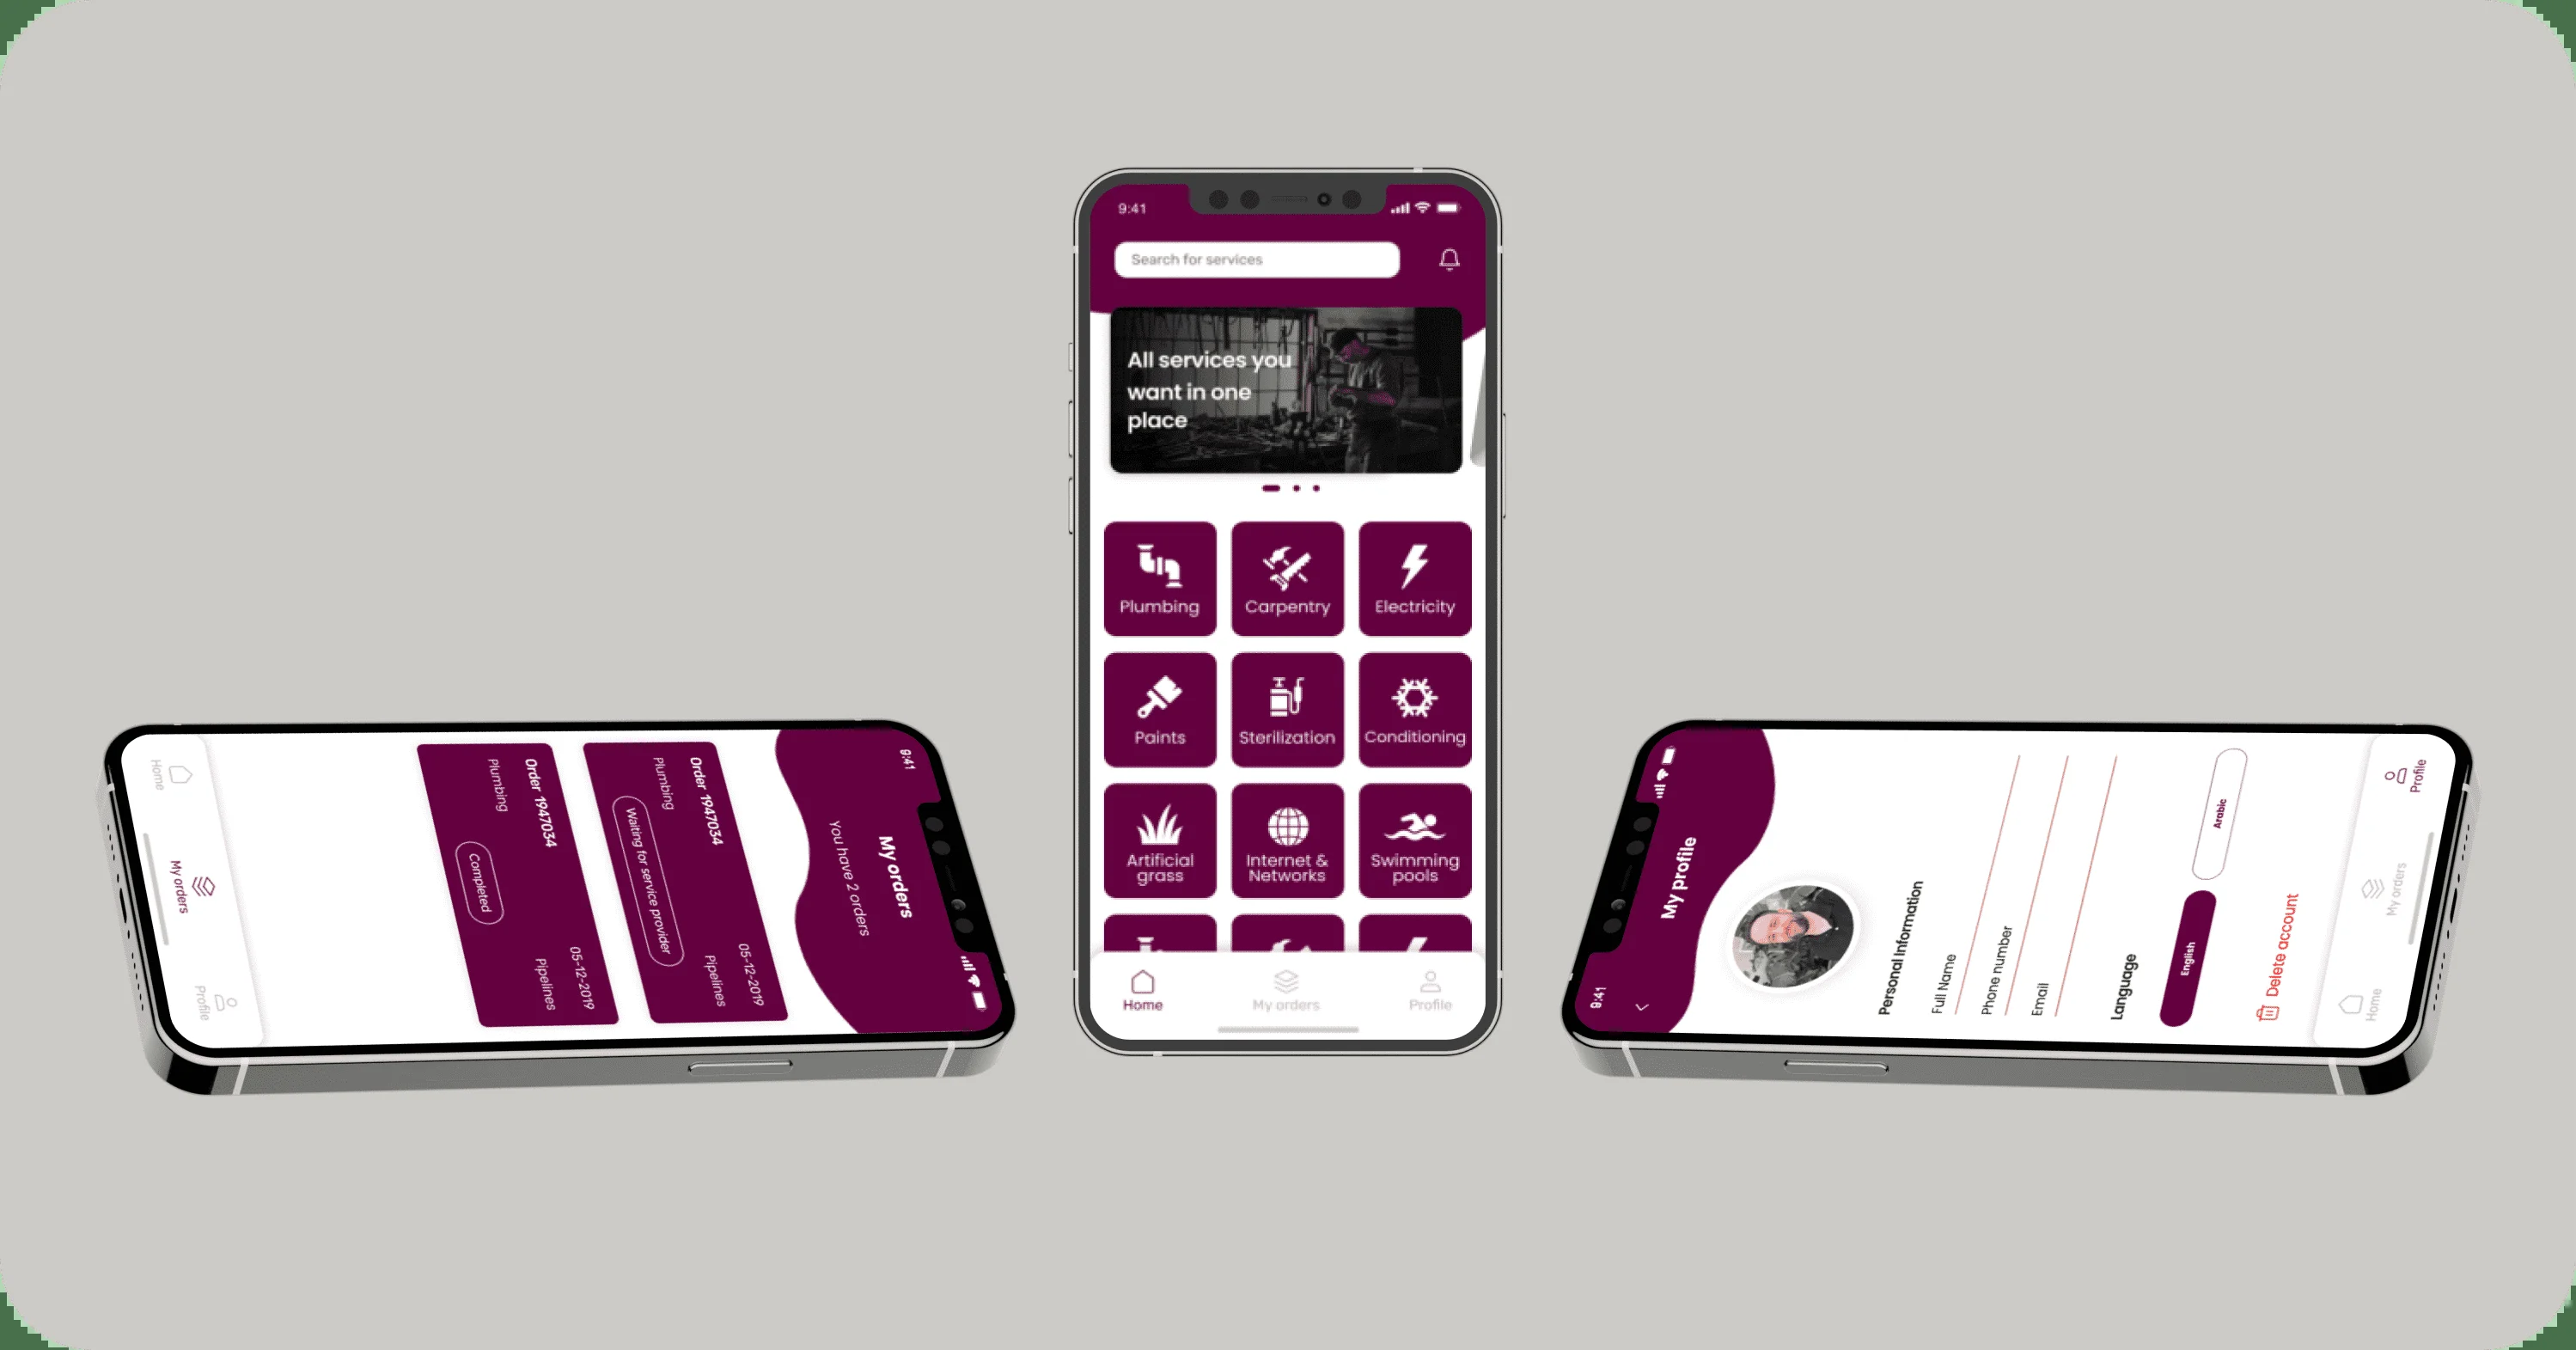 9:41
My orders
You have 2 orders
Order 1947034
05-12-2019
Plumbing
Pipelines
Waiting for service provider
Order 1947034
05-12-2019
Plumbing
Pipelines
Completed
Home
My orders
Profile
9:41
Search for services
All services you
want in one
place
Plumbing
Carpentry
Electricity
Paints
Sterilization
Conditioning
Artificial
grass
Internet &
Networks
Swimming
pools
Home
My orders
Profile
9:41
My profile
Personal Information
Full Name
Phone number
Email
Language
English
Arabic
Delete account
Home
My orders
Profile